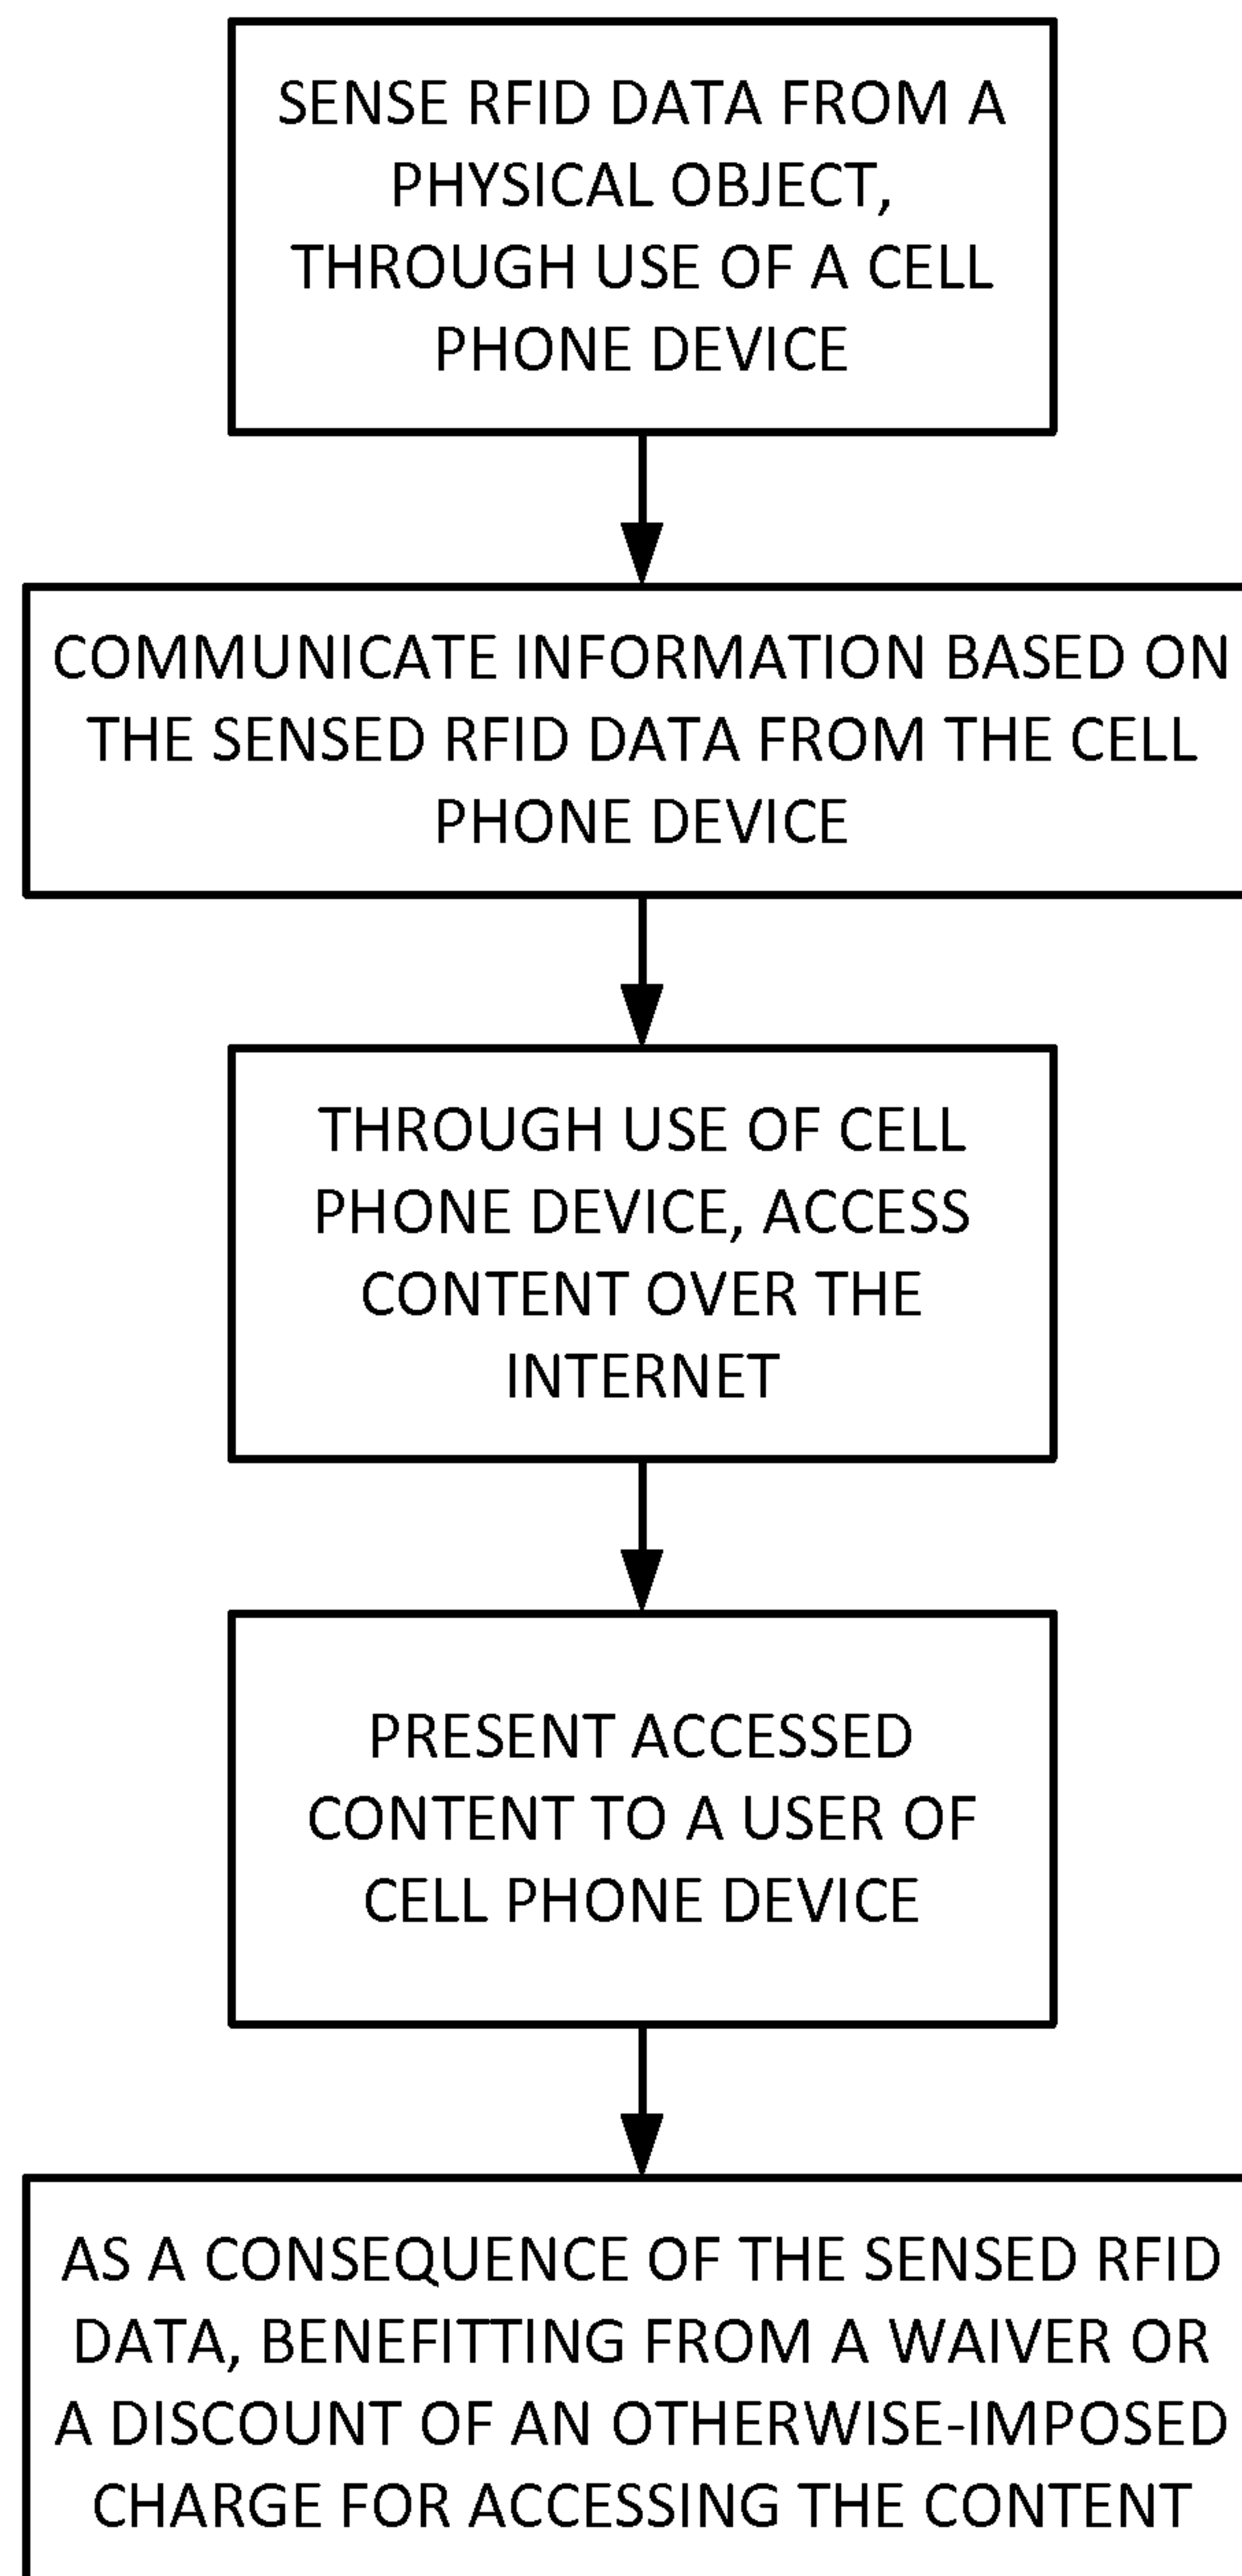 SENSE RFID DATA FROM A
PHYSICAL OBJECT,
THROUGH USE OF A CELL
PHONE DEVICE
COMMUNICATE INFORMATION BASED ON
THE SENSED RFID DATA FROM THE CELL
PHONE DEVICE
THROUGH USE OF CELL
PHONE DEVICE, ACCESS
CONTENT OVER THE
INTERNET
PRESENT ACCESSED
CONTENT TO A USER OF
CELL PHONE DEVICE
AS A CONSEQUENCE OF THE SENSED RFID
DATA, BENEFITTING FROM A WAIVER OR
A DISCOUNT OF AN OTHERWISE-IMPOSED
CHARGE FOR ACCESSING THE CONTENT